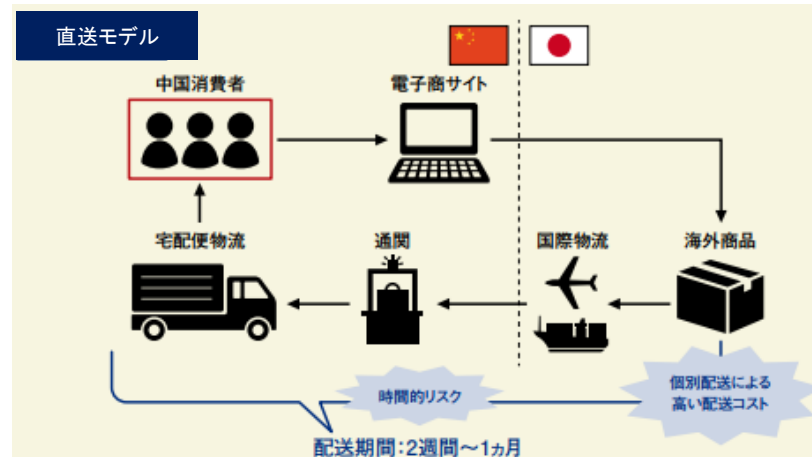 直送モデル
中国消費者
電子商サイト
宅配便物流
通関
国際物流
海外商品
時間的リスク
個別配送による
高い配送コスト
配送期間:2週間〜1ヵ月